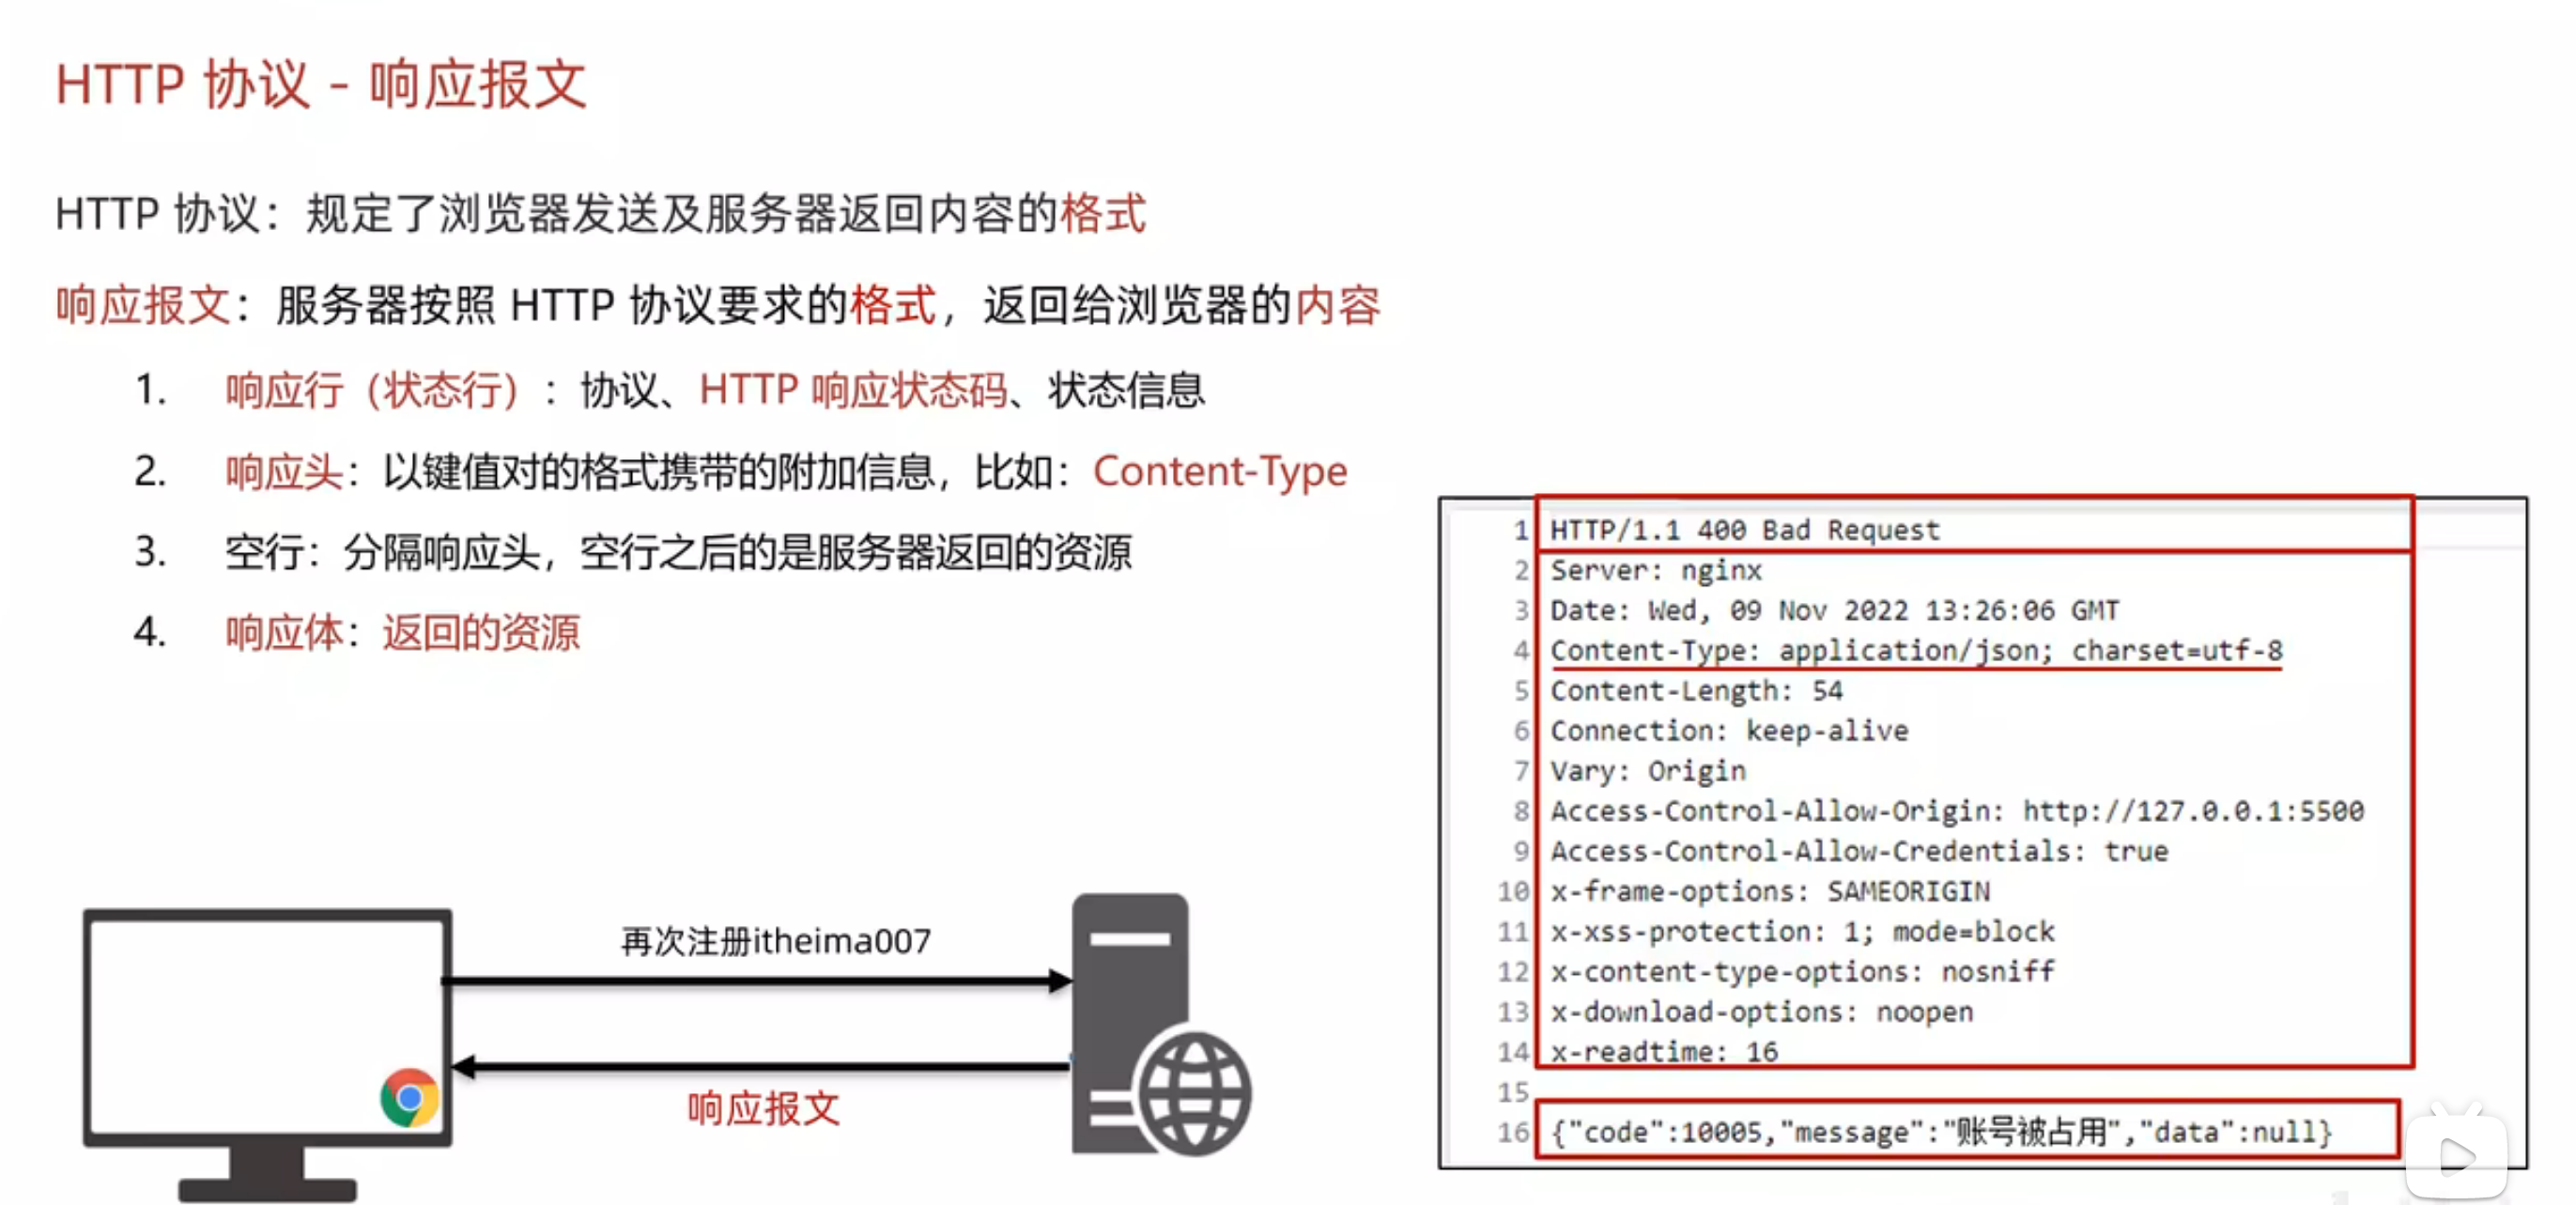 HTTP 协议 - 响应报文
HTTP 协议：规定了浏览器发送及服务器返回内容的格式
响应报文：服务器按照 HTTP 协议要求的格式，返回给浏览器的内容
1. 响应行（状态行）：协议、HTTP 响应状态码、状态信息
2. 响应头：以键值对的格式携带的附加信息，比如：Content-Type
3. 空行：分隔响应头，空行之后的是服务器返回的资源
4. 响应体：返回的资源
再次注册itheima007
响应报文
1 HTTP/1.1 400 Bad Request
2 Server: nginx
3 Date: Wed, 09 Nov 2022 13:26:06 GMT
4 Content-Type: application/json; charset=utf-8
5 Content-Length: 54
6 Connection: keep-alive
7 Vary: Origin
8 Access-Control-Allow-Origin: http://127.0.0.1:5500
9 Access-Control-Allow-Credentials: true
10 x-frame-options: SAMEORIGIN
11 x-xss-protection: 1; mode=block
12 x-content-type-options: nosniff
13 x-download-options: noopen
14 x-readtime: 16
15
16 {"code":10005,"message":"账号被占用","data":null}